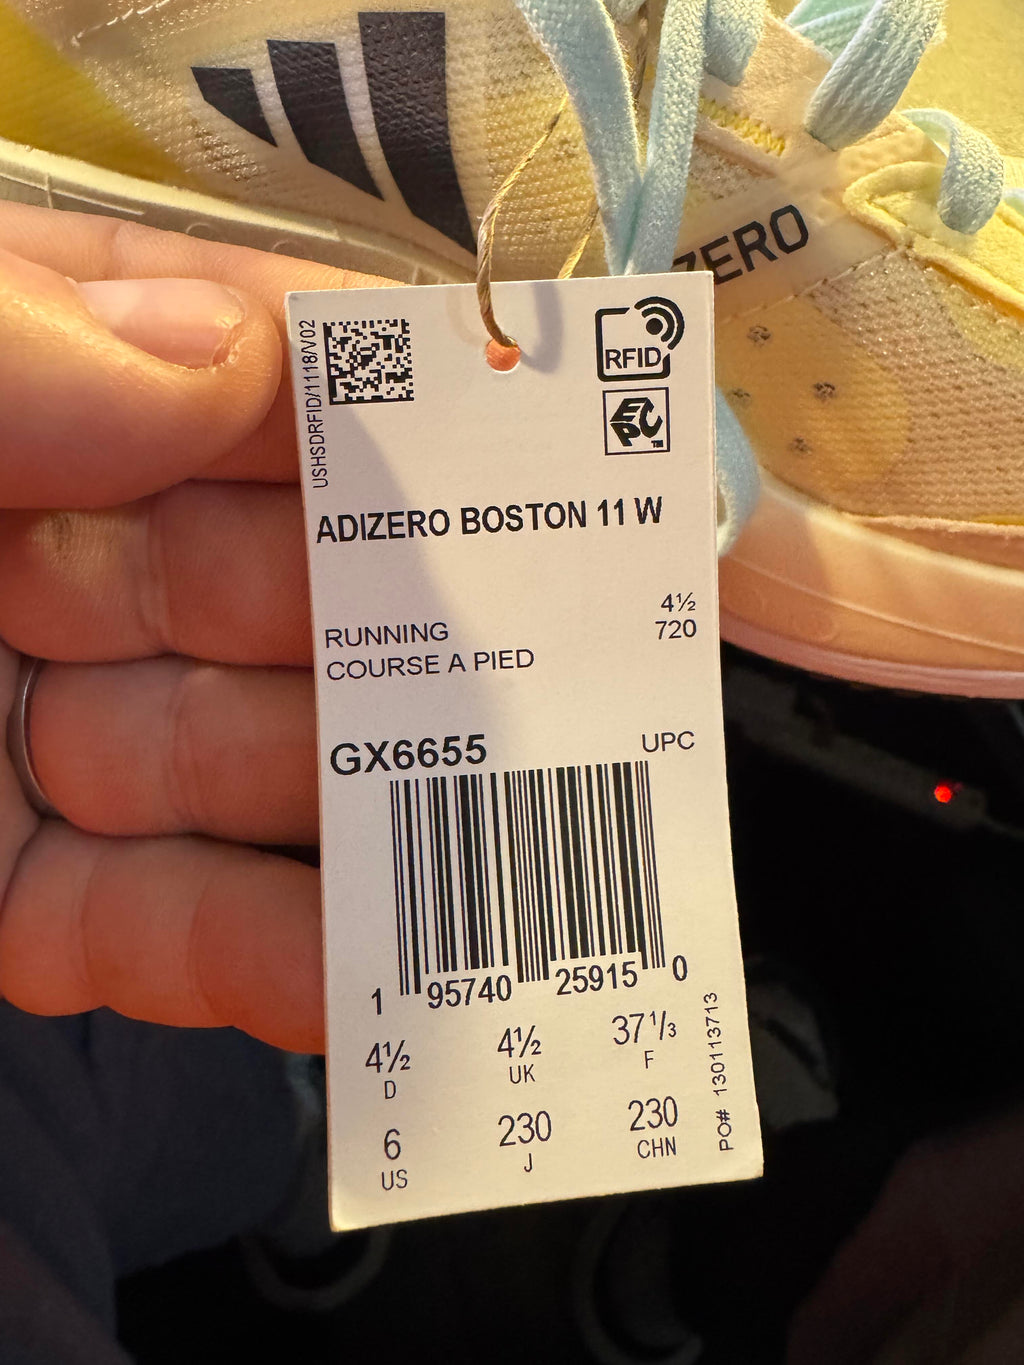 ZERO
USHSDRFID/1118/V02
RFID
EPC™
ADIZERO BOSTON 11 W
4½
RUNNING 720
COURSE A PIED
GX6655 UPC
1 95740 25915 0
4½ 4½ 37⅓
D UK F
6 230 230
US J CHN
PO# 130113713